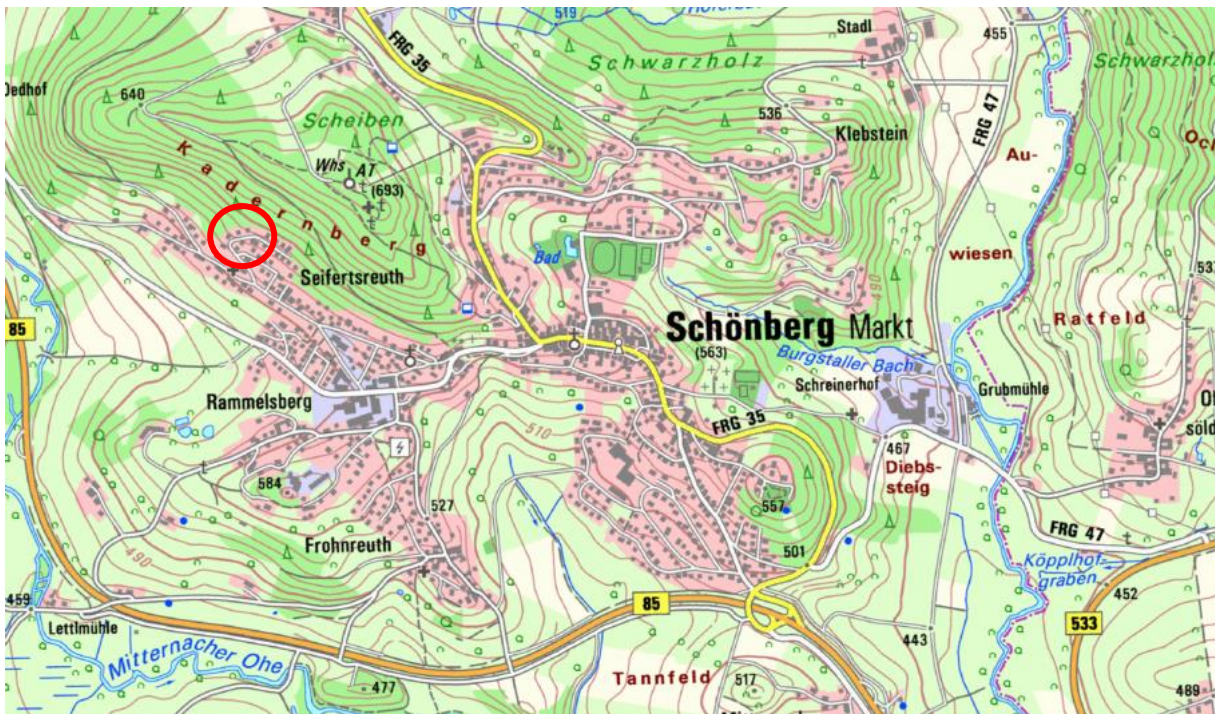 519
FRG 35
Schwarzholz
Stadl
455
Schwarzholz
Oedhof
640
Scheiben
536
Klebstein
FRG 47
Au-
Whs AT
(693)
Kadernberg
Bad
490
wiesen
537
Seifertsreuth
85
Schönberg Markt
(563)
Burgstaller Bach
Ratfeld
Schreinerhof
Grubmühle
Rammelsberg
510
FRG 35
467
Diebs-
steig
584
527
557
Frohnreuth
490
501
FRG 47
Köpplhof-
graben
452
459
Lettlmühle
85
533
443
Mitternacher Ohe
477
Tannfeld
517
489